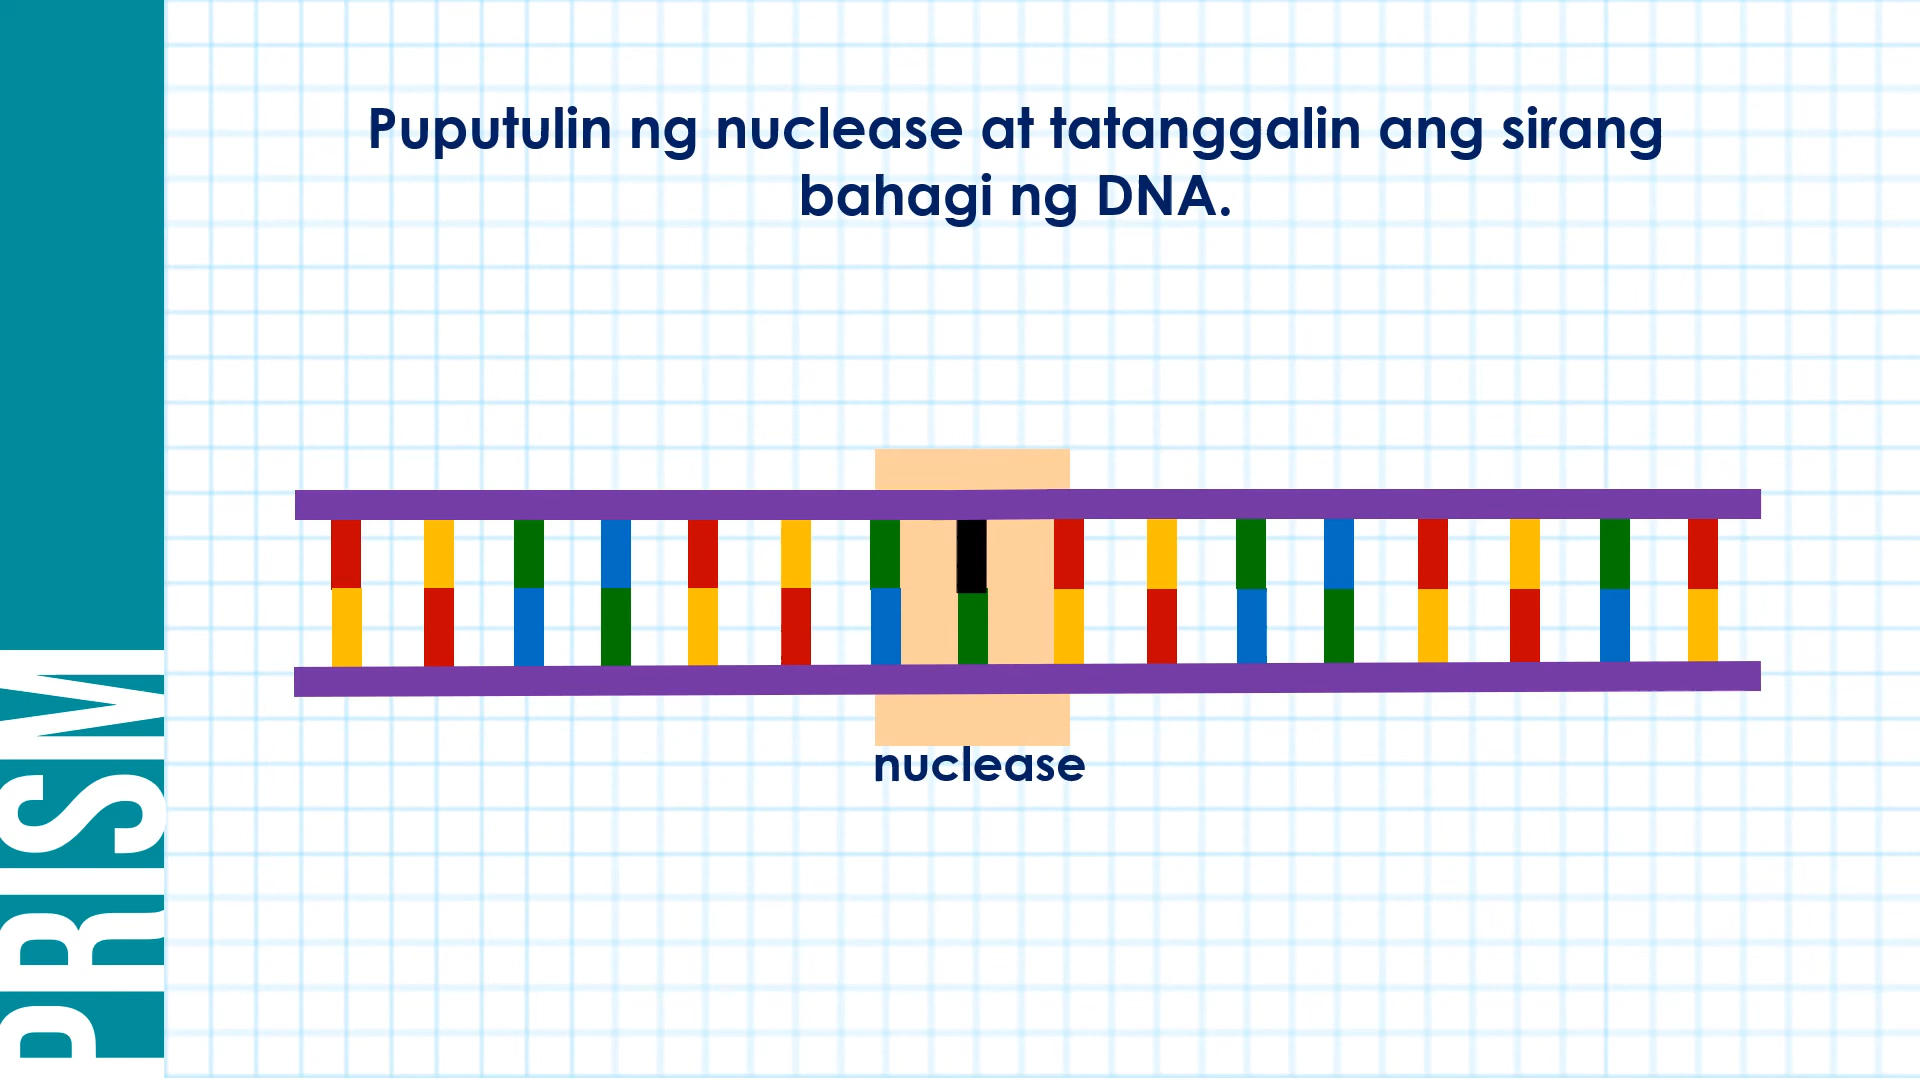 Puputulin ng nuclease at tatanggalin ang sirang
bahagi ng DNA.
nuclease
PRISM